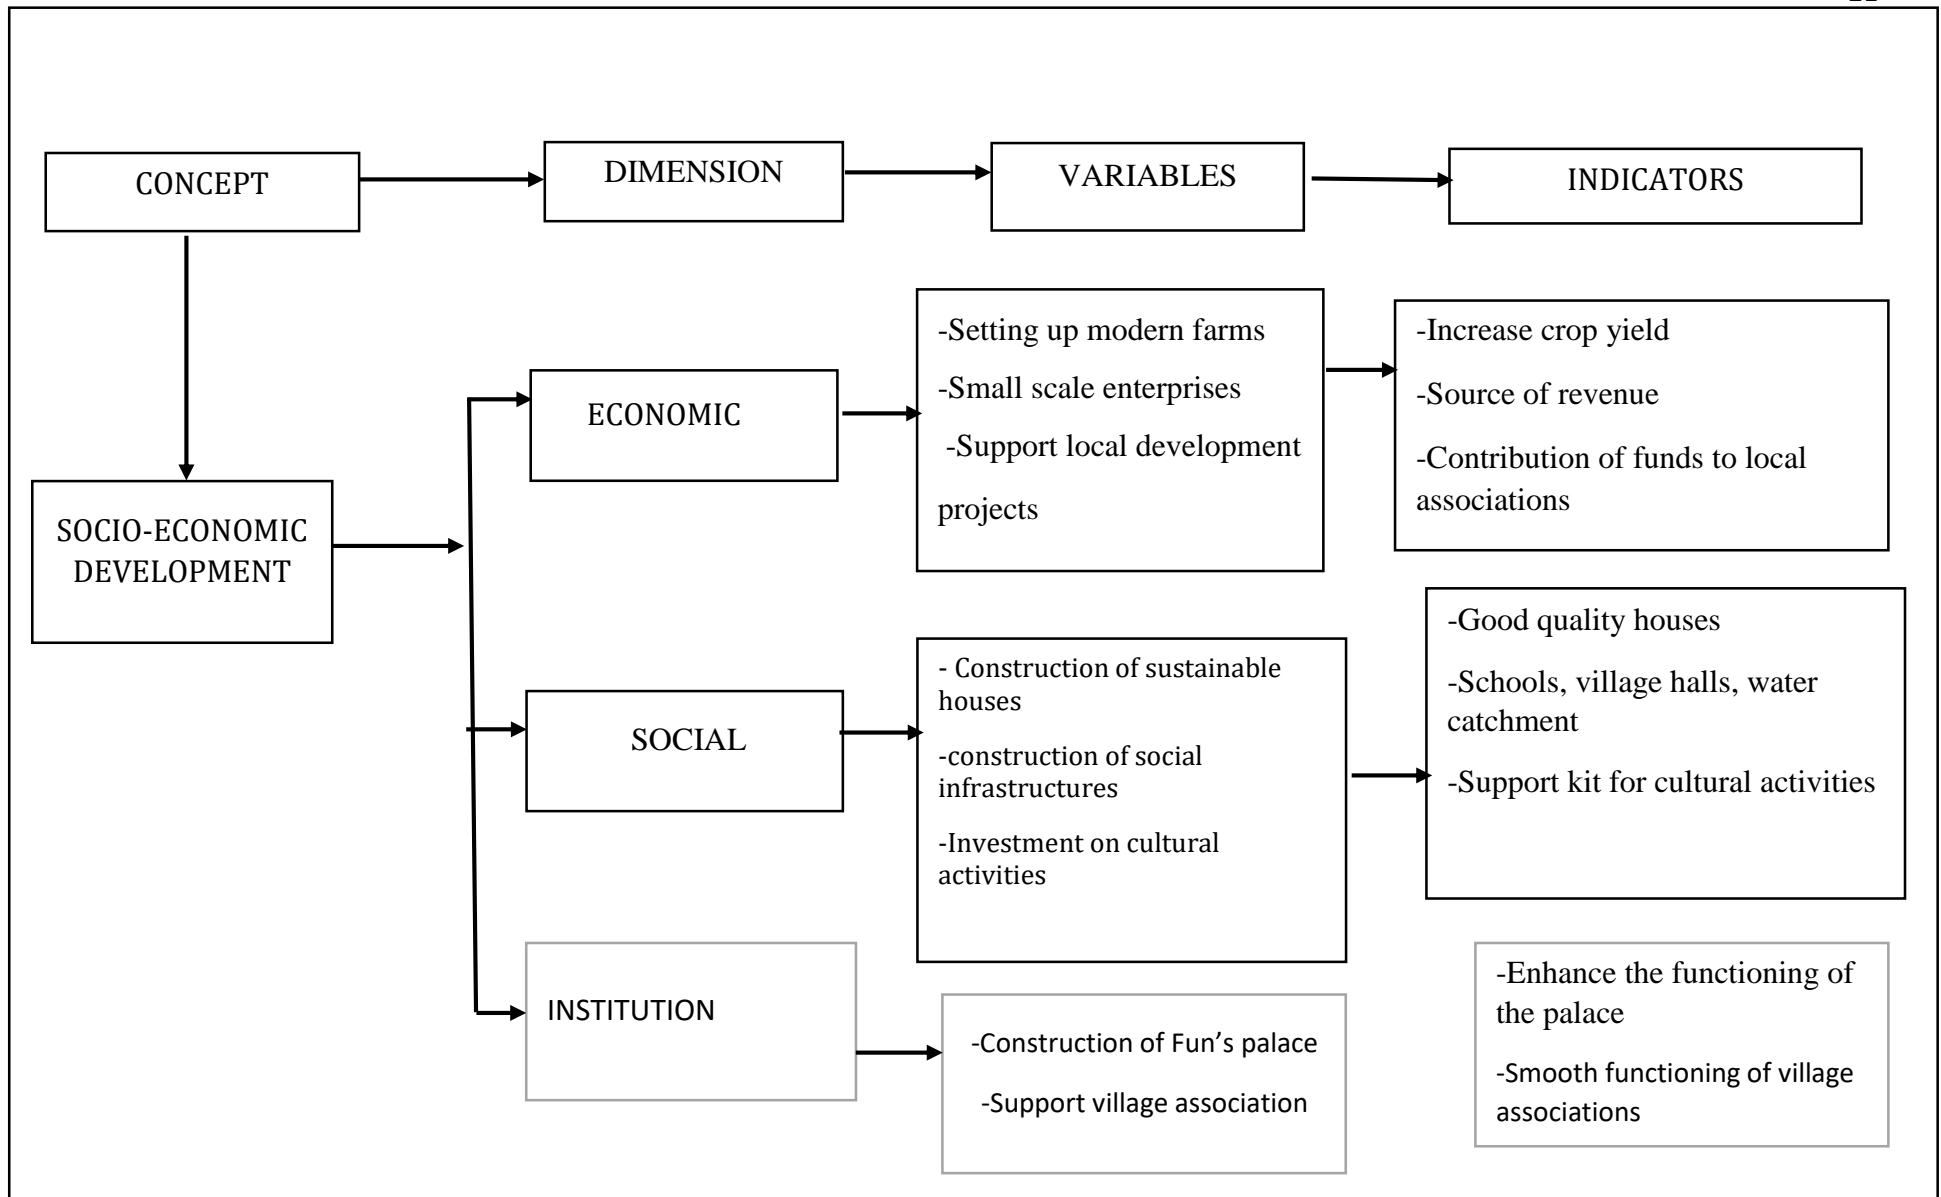 CONCEPT
DIMENSION
VARIABLES
INDICATORS
SOCIO-ECONOMIC
DEVELOPMENT
ECONOMIC
-Setting up modern farms
-Small scale enterprises
-Support local development
projects
-Increase crop yield
-Source of revenue
-Contribution of funds to local
associations
SOCIAL
- Construction of sustainable
houses
-construction of social
infrastructures
-Investment on cultural
activities
-Good quality houses
-Schools, village halls, water
catchment
-Support kit for cultural activities
INSTITUTION
-Construction of Fun’s palace
-Support village association
-Enhance the functioning of
the palace
-Smooth functioning of village
associations